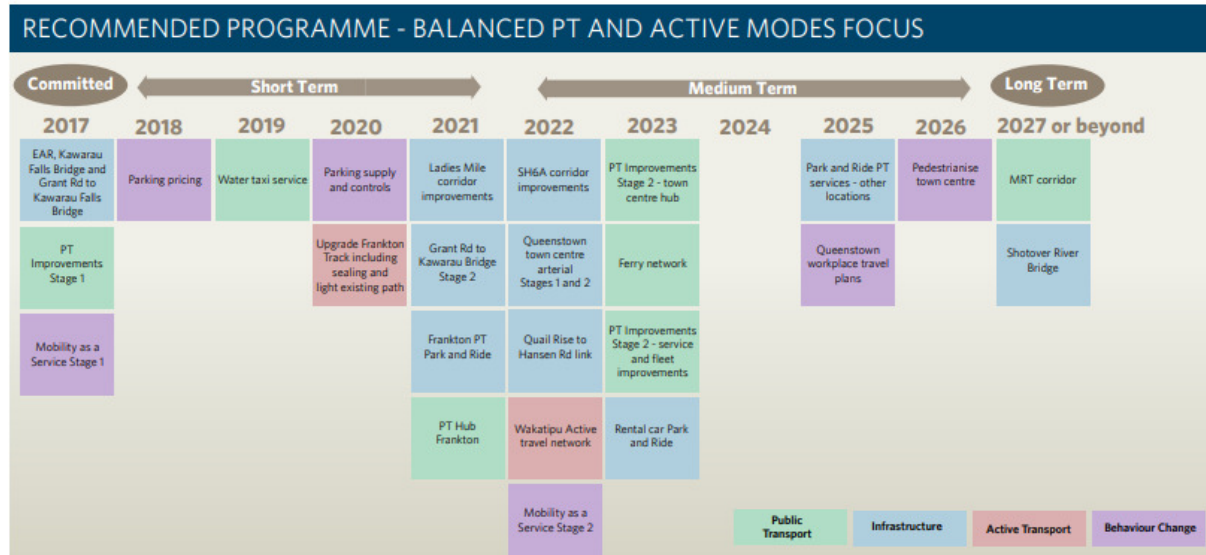 RECOMMENDED PROGRAMME - BALANCED PT AND ACTIVE MODES FOCUS
Committed
Short Term
Medium Term
Long Term
2017
2018
2019
2020
2021
2022
2023
2024
2025
2026
2027 or beyond
EAR, Kawarau
Falls Bridge and
Grant Rd to
Kawarau Falls
Bridge
Parking pricing
Water taxi service
Parking supply
and controls
Ladies Mile
corridor
improvements
SH6A corridor
improvements
PT Improvements
Stage 2 - town
centre hub
Park and Ride PT
services - other
locations
Pedestrianise
town centre
MRT corridor
PT
Improvements
Stage 1
Upgrade Frankton
Track including
sealing and
light existing path
Grant Rd to
Kawarau Bridge
Stage 2
Queenstown
town centre
arterial
Stages 1 and 2
Ferry network
Queenstown
workplace travel
plans
Shotover River
Bridge
Mobility as a
Service Stage 1
Frankton PT
Park and Ride
Quail Rise to
Hansen Rd link
PT Improvements
Stage 2 - service
and fleet
improvements
PT Hub
Frankton
Wakatipu Active
travel network
Rental car Park
and Ride
Mobility as a
Service Stage 2
Public
Transport
Infrastructure
Active Transport
Behaviour Change